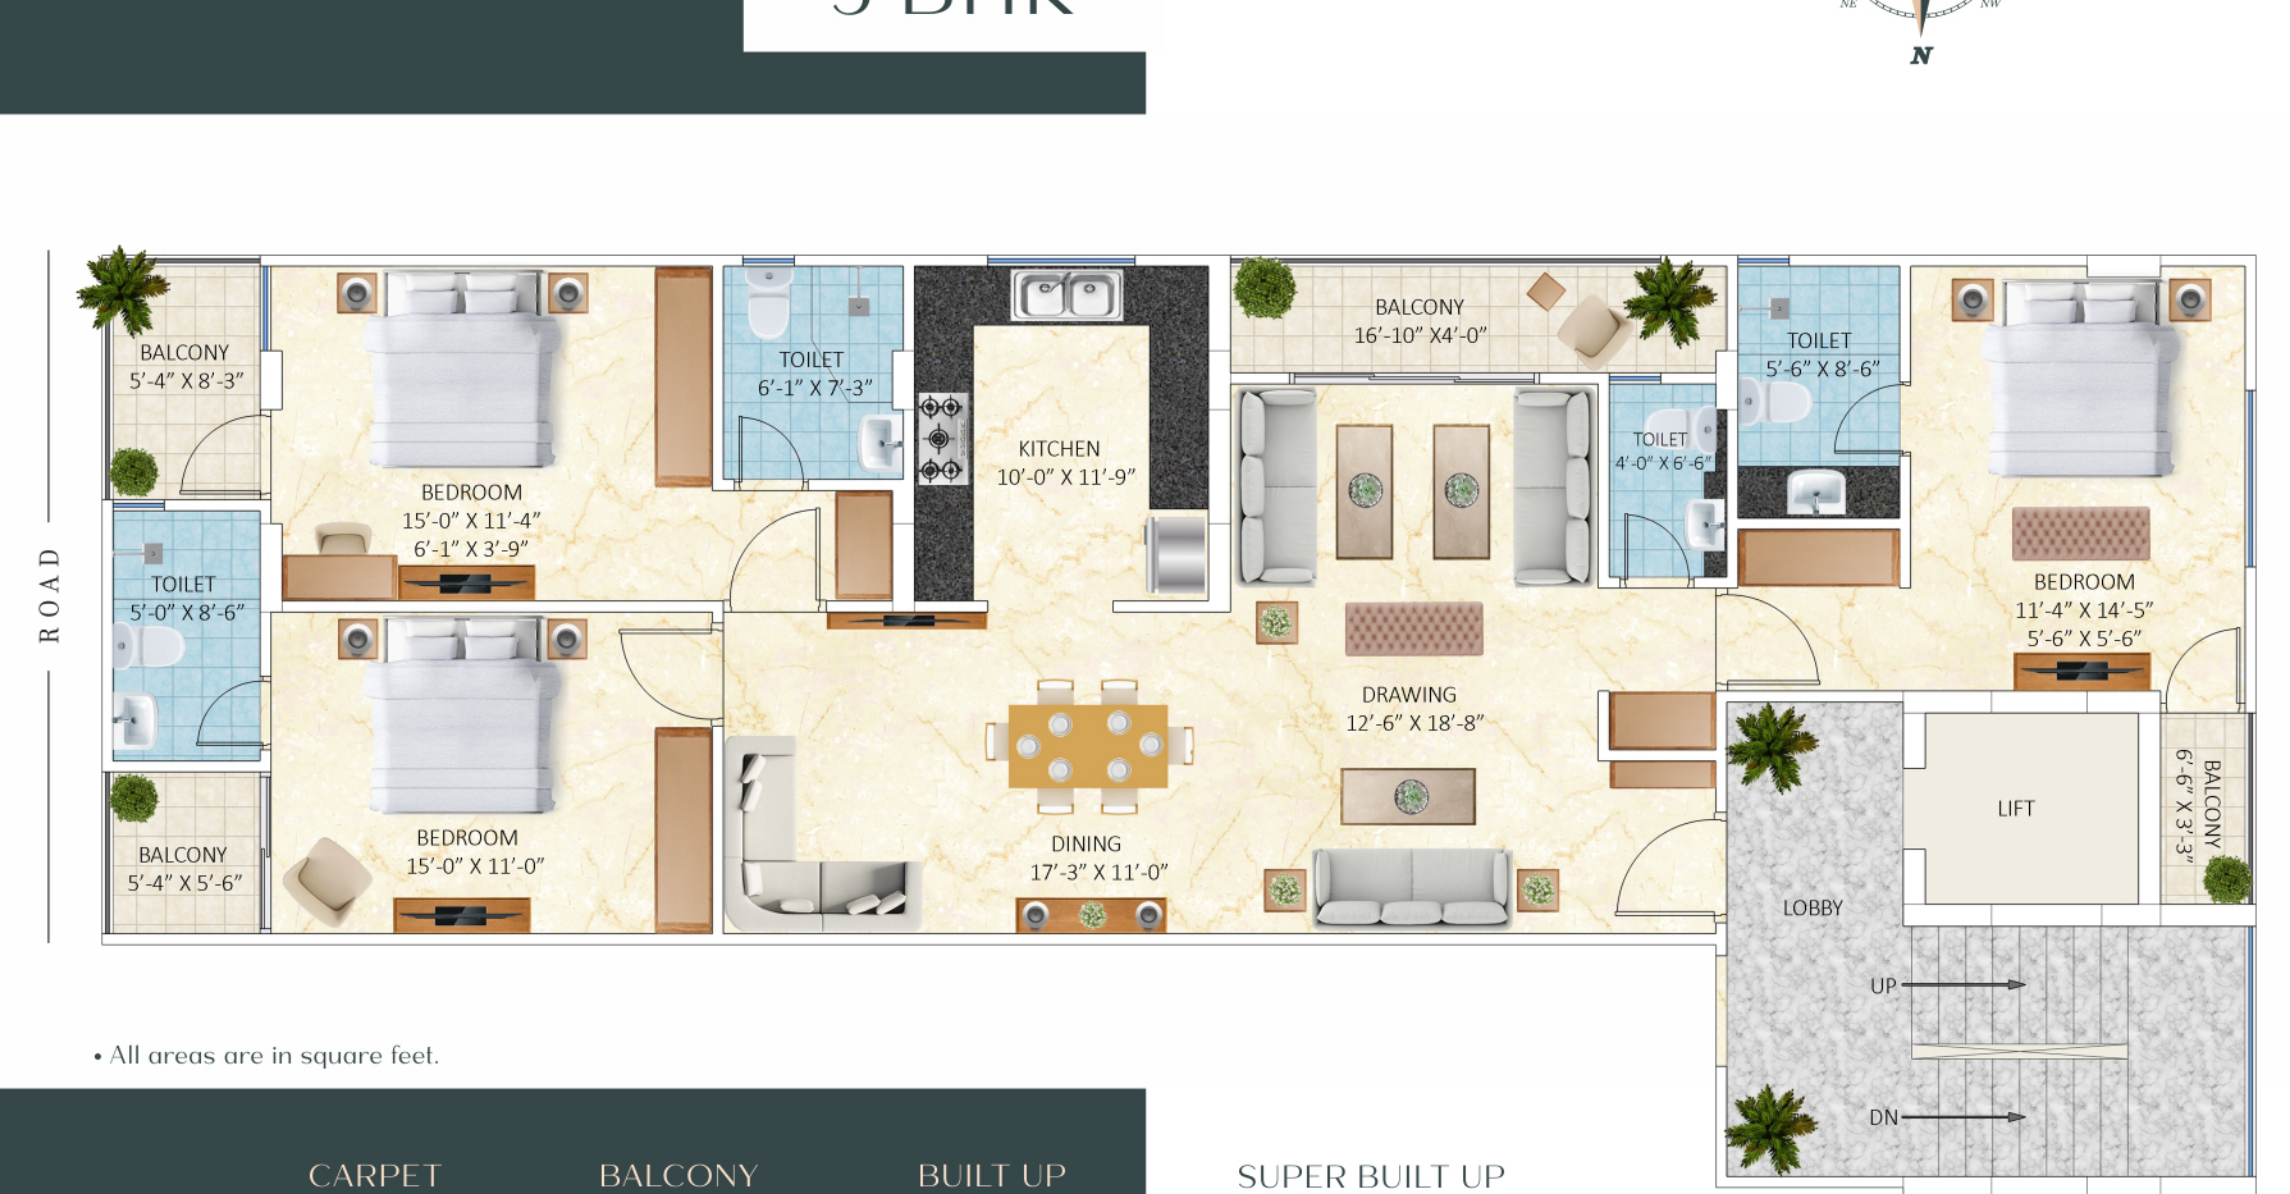 3 BHK
NE
NW
N
ROAD
BALCONY
5’-4” X 8’-3”
BEDROOM
15’-0” X 11’-4”
6’-1” X 3’-9”
TOILET
6’-1” X 7’-3”
KITCHEN
10’-0” X 11’-9”
BALCONY
16’-10” X4’-0”
TOILET
4’-0” X 6’-6”
TOILET
5’-6” X 8’-6”
BEDROOM
11’-4” X 14’-5”
5’-6” X 5’-6”
TOILET
5’-0” X 8’-6”
BALCONY
5’-4” X 5’-6”
BEDROOM
15’-0” X 11’-0”
DINING
17’-3” X 11’-0”
DRAWING
12’-6” X 18’-8”
LOBBY
LIFT
BALCONY
6’-6” X 3’-3”
UP
DN
• All areas are in square feet.
CARPET
BALCONY
BUILT UP
SUPER BUILT UP